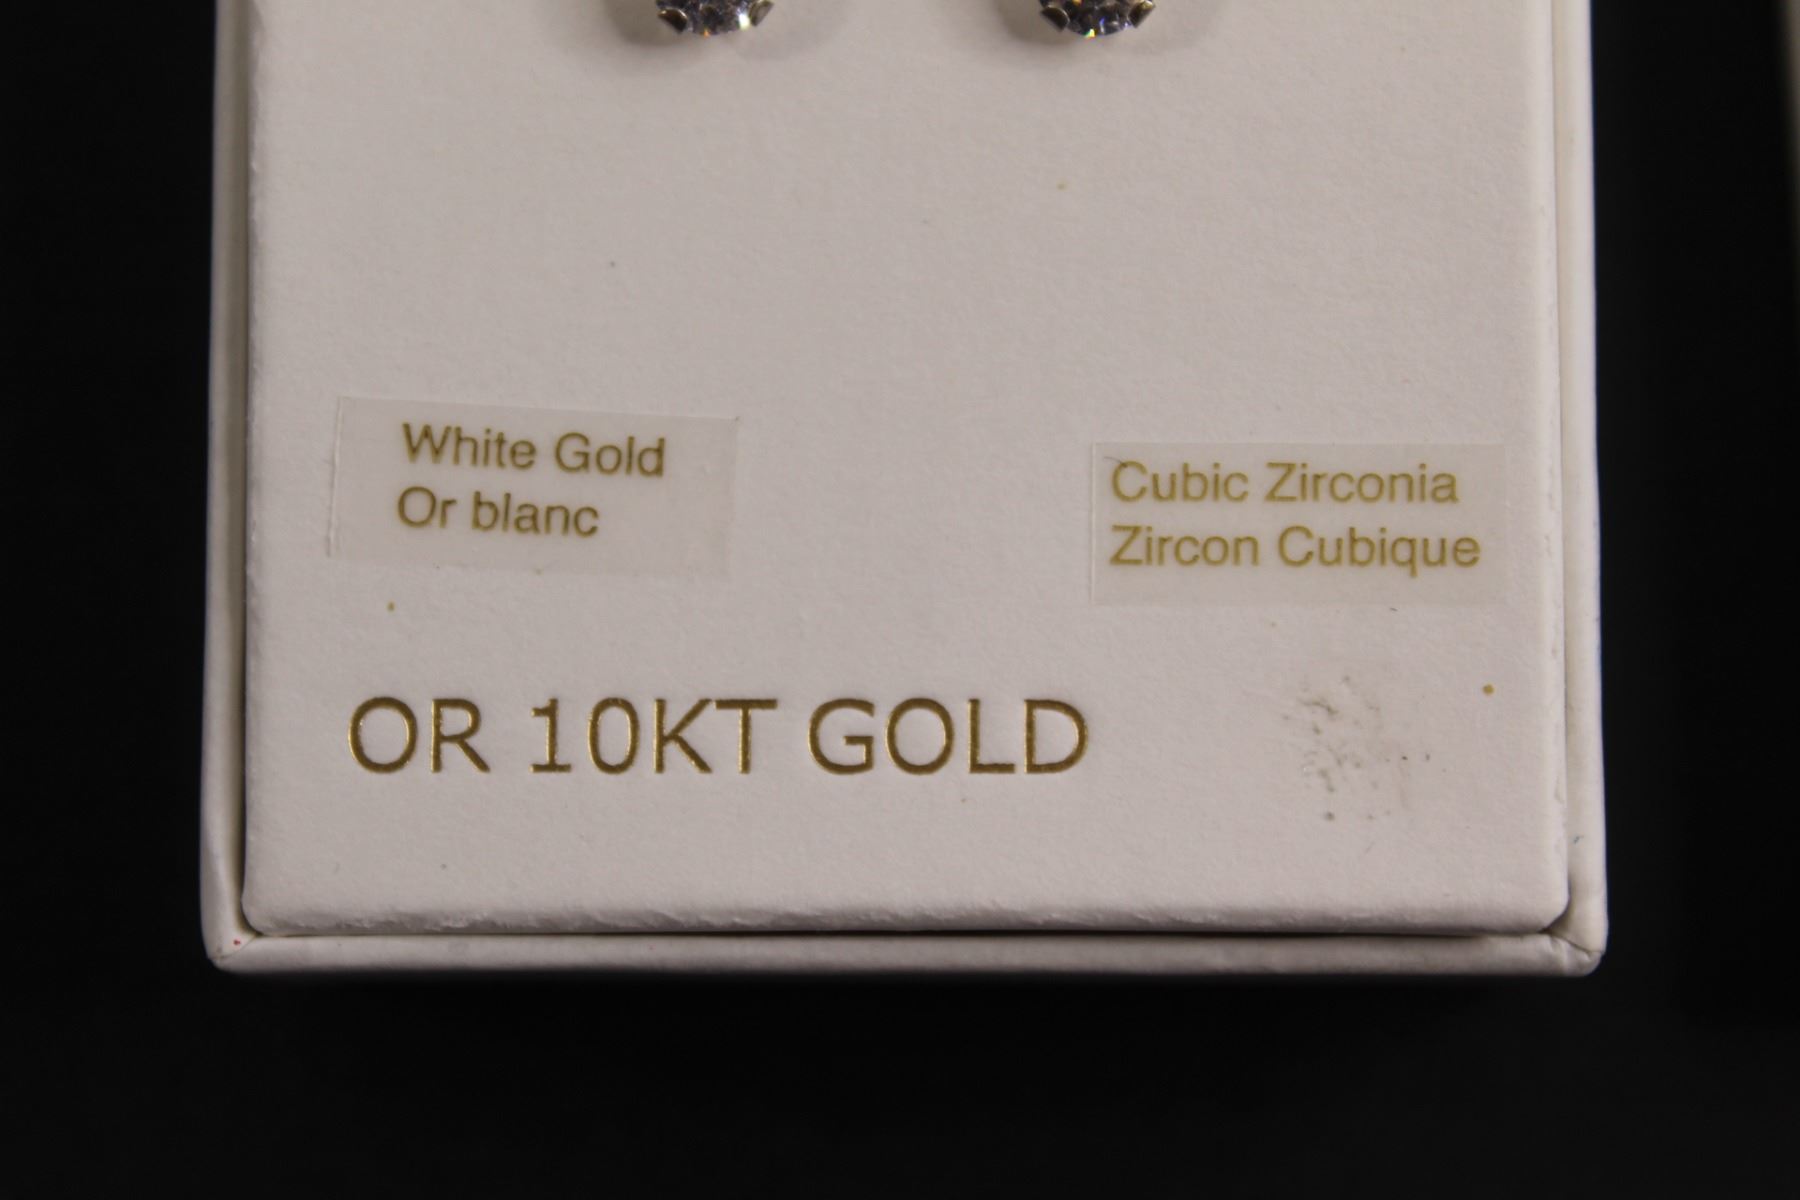 White Gold
Or blanc
Cubic Zirconia
Zircon Cubique
OR 10KT GOLD